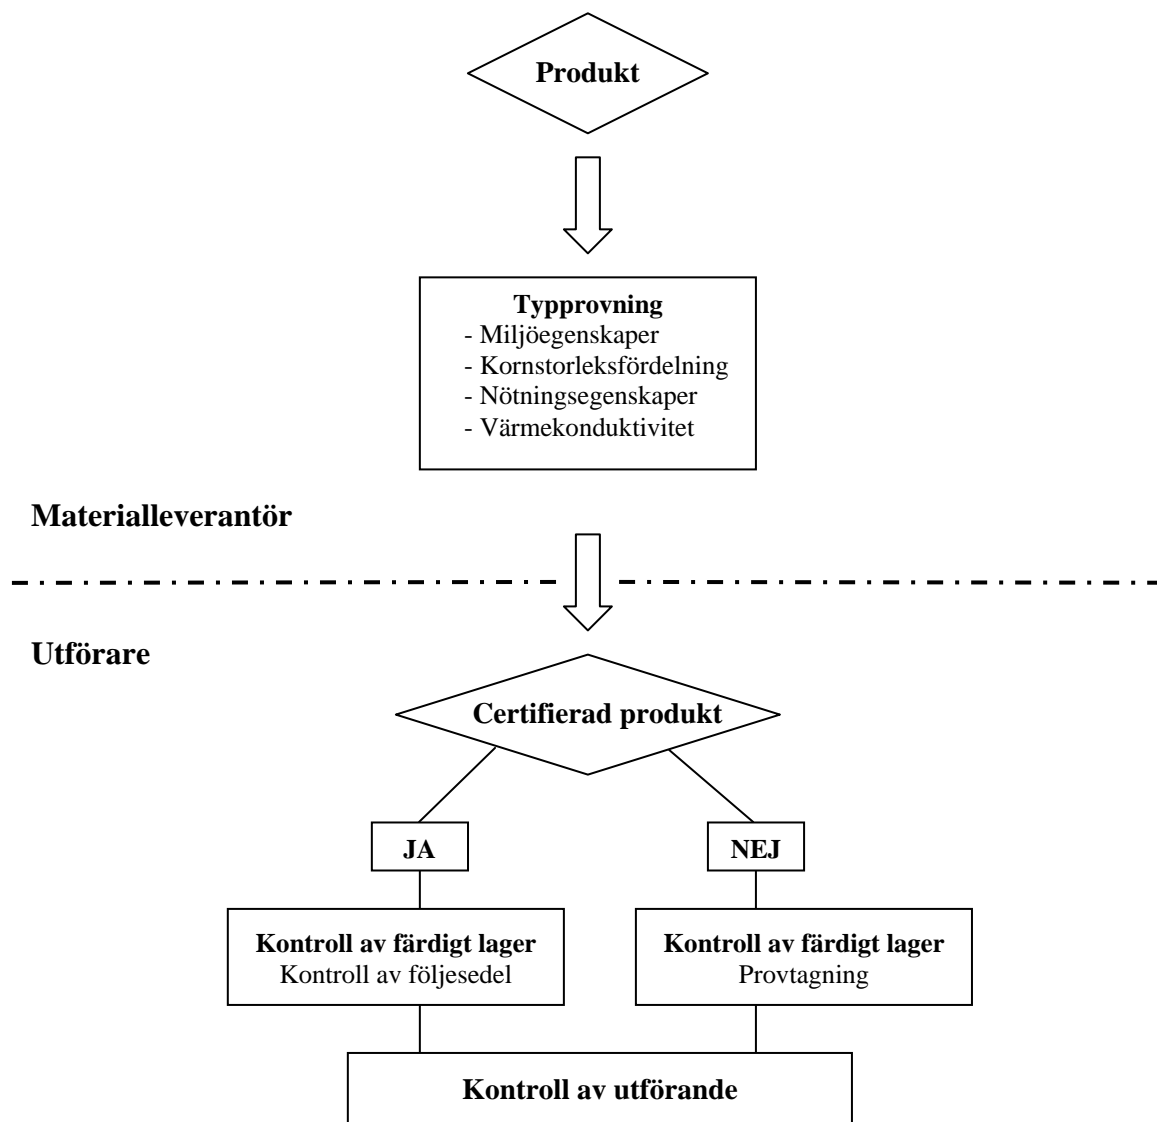 Produkt
Typprovning
- Miljöegenskaper
- Kornstorleksfördelning
- Nötningsegenskaper
- Värmekonduktivitet
Materialleverantör
Utförare
Certifierad produkt
JA
NEJ
Kontroll av färdigt lager
Kontroll av följesedel
Kontroll av färdigt lager
Provtagning
Kontroll av utförande